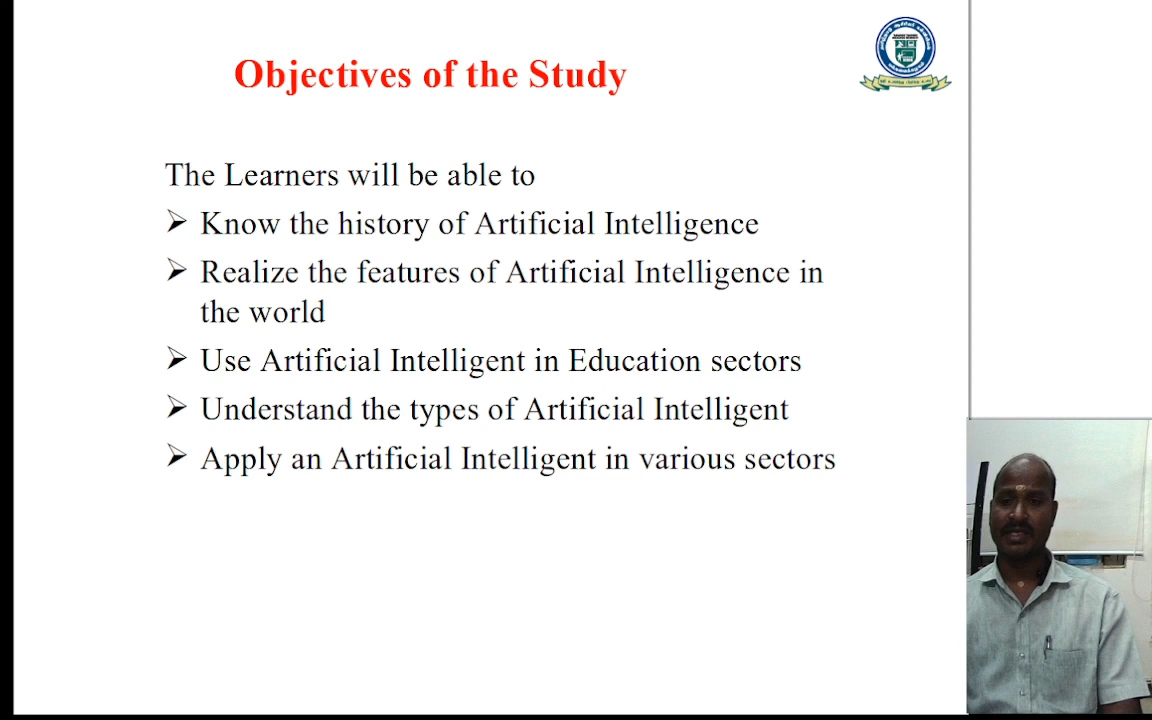 Objectives of the Study
The Learners will be able to
➢ Know the history of Artificial Intelligence
➢ Realize the features of Artificial Intelligence in
the world
➢ Use Artificial Intelligent in Education sectors
➢ Understand the types of Artificial Intelligent
➢ Apply an Artificial Intelligent in various sectors